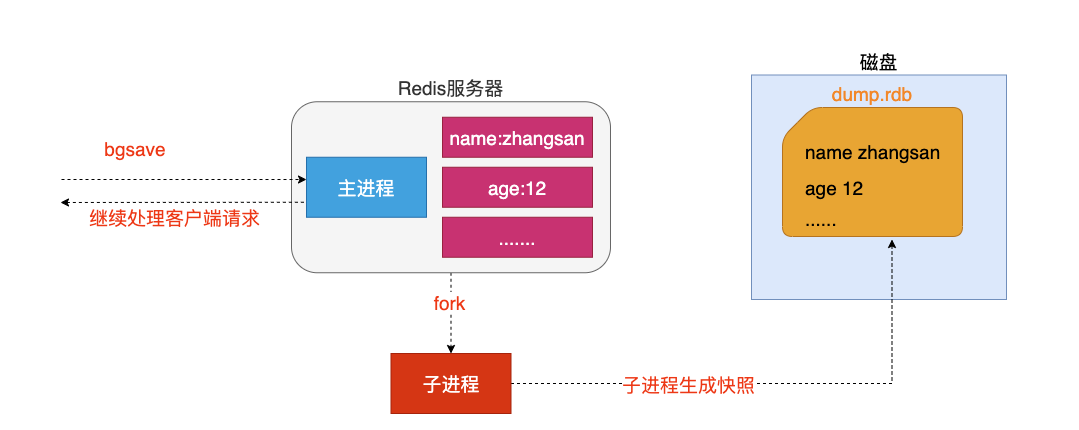 磁盘
Redis服务器
dump.rdb
bgsave
name:zhangsan
name zhangsan
主进程
age:12
age 12
继续处理客户端请求
.......
......
fork
子进程
子进程生成快照